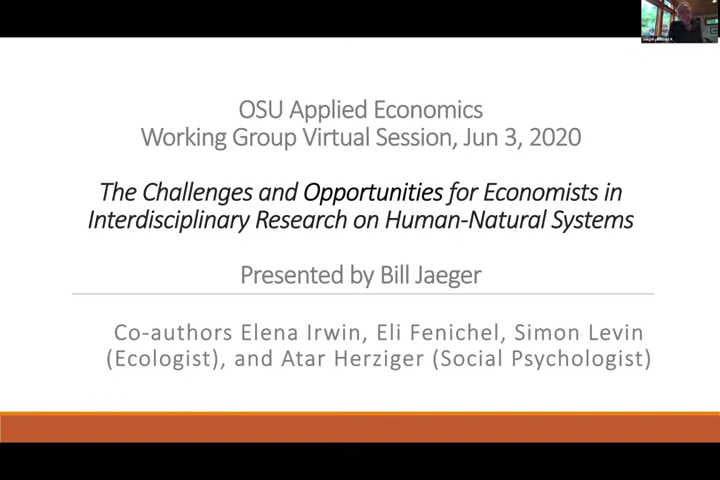 OSU Applied Economics
Working Group Virtual Session, Jun 3, 2020
The Challenges and Opportunities for Economists in
Interdisciplinary Research on Human-Natural Systems
Presented by Bill Jaeger
Co-authors Elena Irwin, Eli Fenichel, Simon Levin
(Ecologist), and Atar Herziger (Social Psychologist)